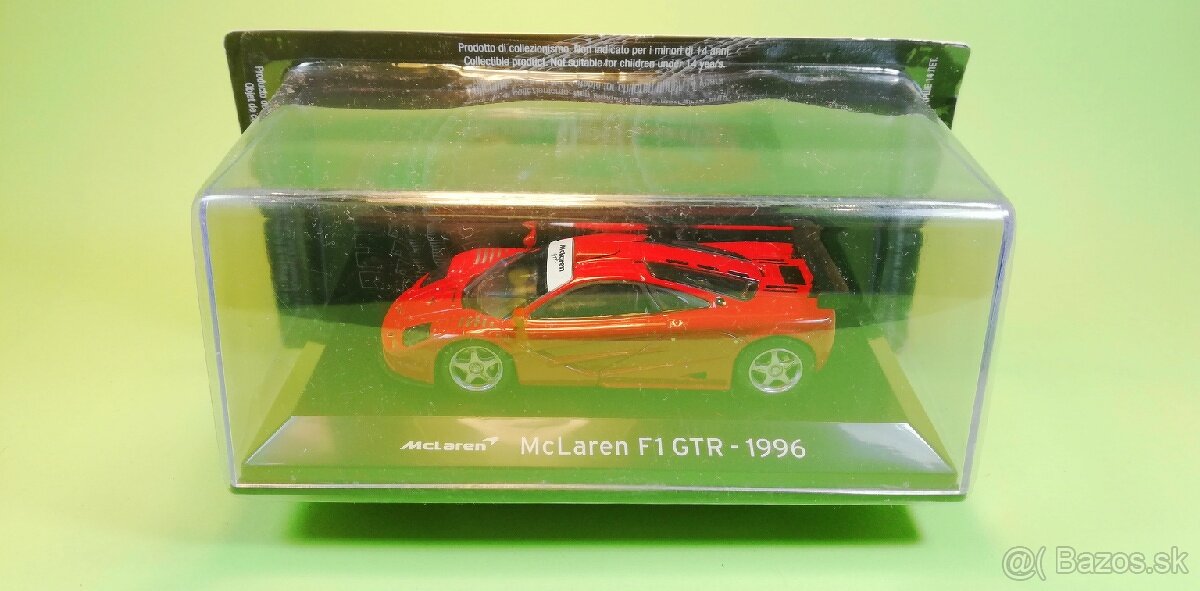 Prodotto di collezionismo. Non indicato per i minori di 14 anni
Collectible product. Not suitable for children under 14 years.
McLaren
McLaren
McLaren F1 GTR - 1996
@( Bazos.sk